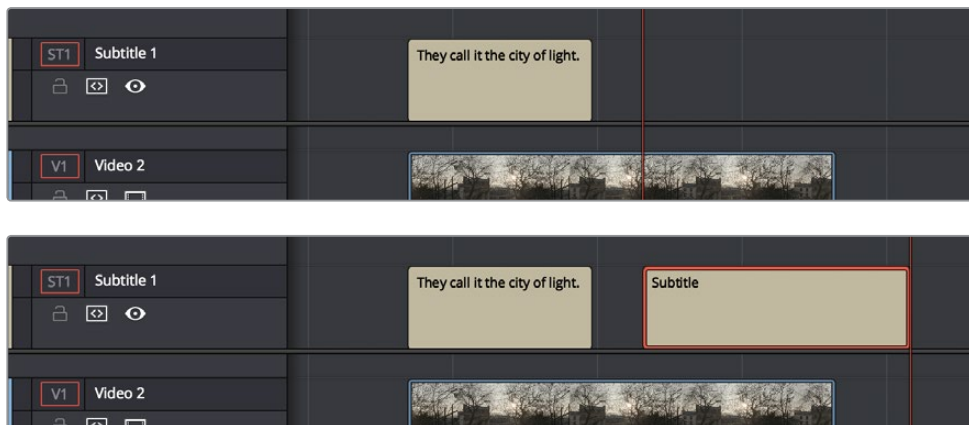 ST1 Subtitle 1 They call it the city of light.
V1 Video 2
ST1 Subtitle 1 They call it the city of light. Subtitle
V1 Video 2